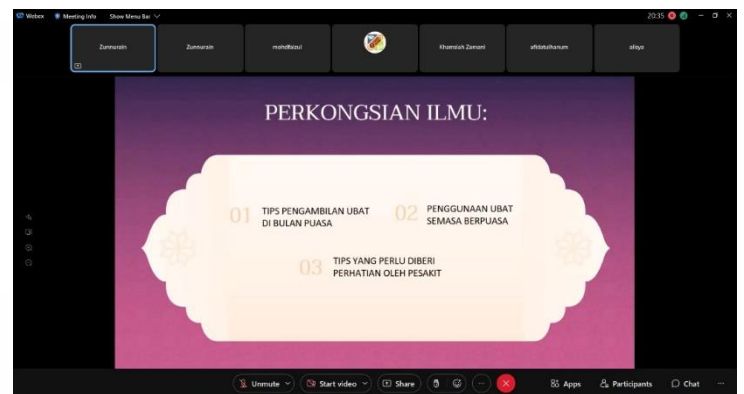 Webex
Meeting Info
Show Menu Bar
20:35
Zunnurain
Zunnurain
mohdfaizul
Khamsiah Zamani
afidatulhanum
alisya
PERKONGSIAN ILMU:
01
TIPS PENGAMBILAN UBAT
DI BULAN PUASA
02
PENGGUNAAN UBAT
SEMASA BERPUASA
03
TIPS YANG PERLU DIBERI
PERHATIAN OLEH PESAKIT
Unmute
Start video
Share
Apps
Participants
Chat